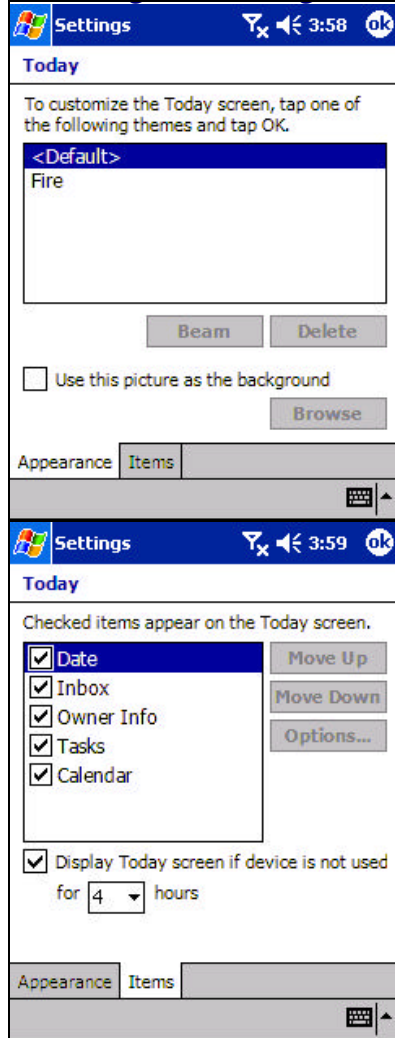 Settings 3:58 ok
Today
To customize the Today screen, tap one of
the following themes and tap OK.
<Default>
Fire
Beam Delete
Use this picture as the background
Browse
Appearance Items
Settings 3:59 ok
Today
Checked items appear on the Today screen.
Date Move Up
Inbox Move Down
Owner Info Options...
Tasks
Calendar
Display Today screen if device is not used
for 4 hours
Appearance Items